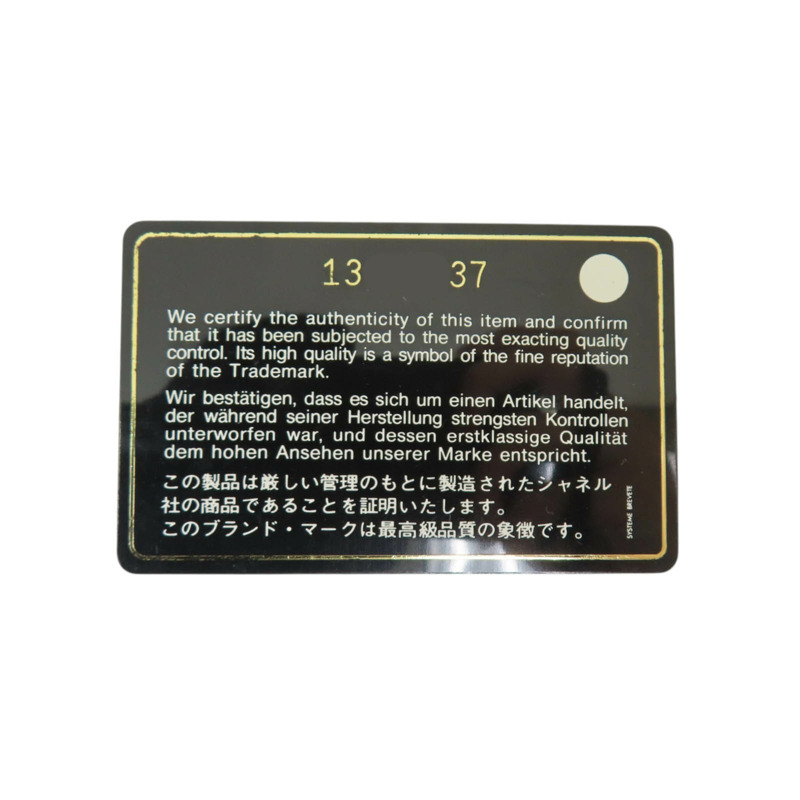 13 37
We certify the authenticity of this item and confirm
that it has been subjected to the most exacting quality
control. Its high quality is a symbol of the fine reputation
of the Trademark.
Wir bestätigen, dass es sich um einen Artikel handelt,
der während seiner Herstellung strengsten Kontrollen
unterworfen war, und dessen erstklassige Qualität
dem hohen Ansehen unserer Marke entspricht.
この製品は厳しい管理のもとに製造されたシャネル
社の商品であることを証明いたします。
このブランド・マークは最高級品質の象徴です。
SYSTEME BREVETE